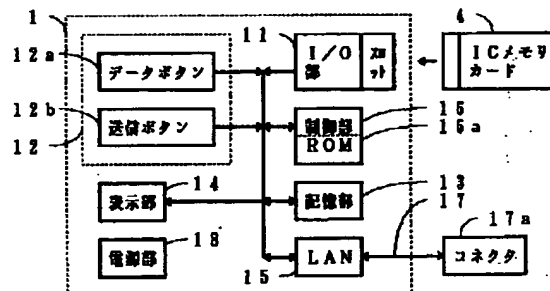 1
11
4
12a
データボタン
I/O部
スロット
ICメモリカード
12b
送信ボタン
制御部
16
ROM
16a
12
14
表示部
記憶部
13
17
17a
18
電源部
15
LAN
コネクタ